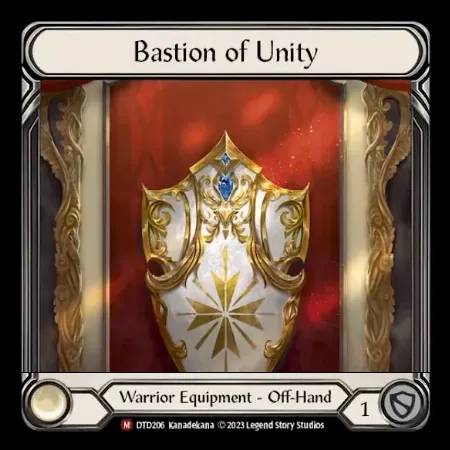 Bastion of Unity
Warrior Equipment - Off-Hand
1
M DTD206 Kanadekana © 2023 Legend Story Studios